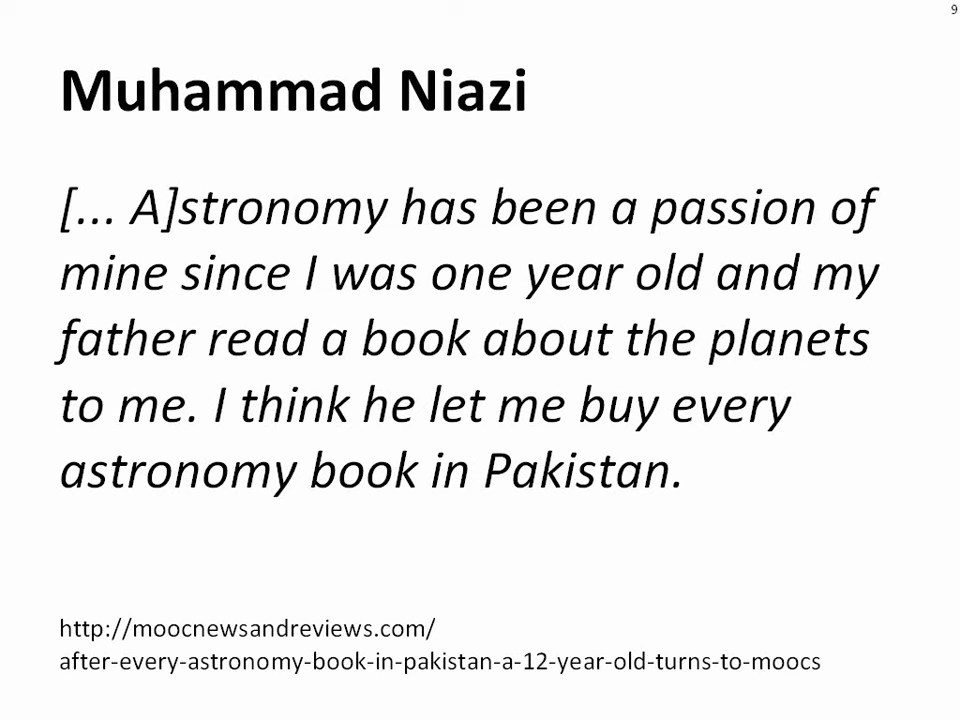 9
Muhammad Niazi
[... A]stronomy has been a passion of
mine since I was one year old and my
father read a book about the planets
to me. I think he let me buy every
astronomy book in Pakistan.
http://moocnewsandreviews.com/
after-every-astronomy-book-in-pakistan-a-12-year-old-turns-to-moocs